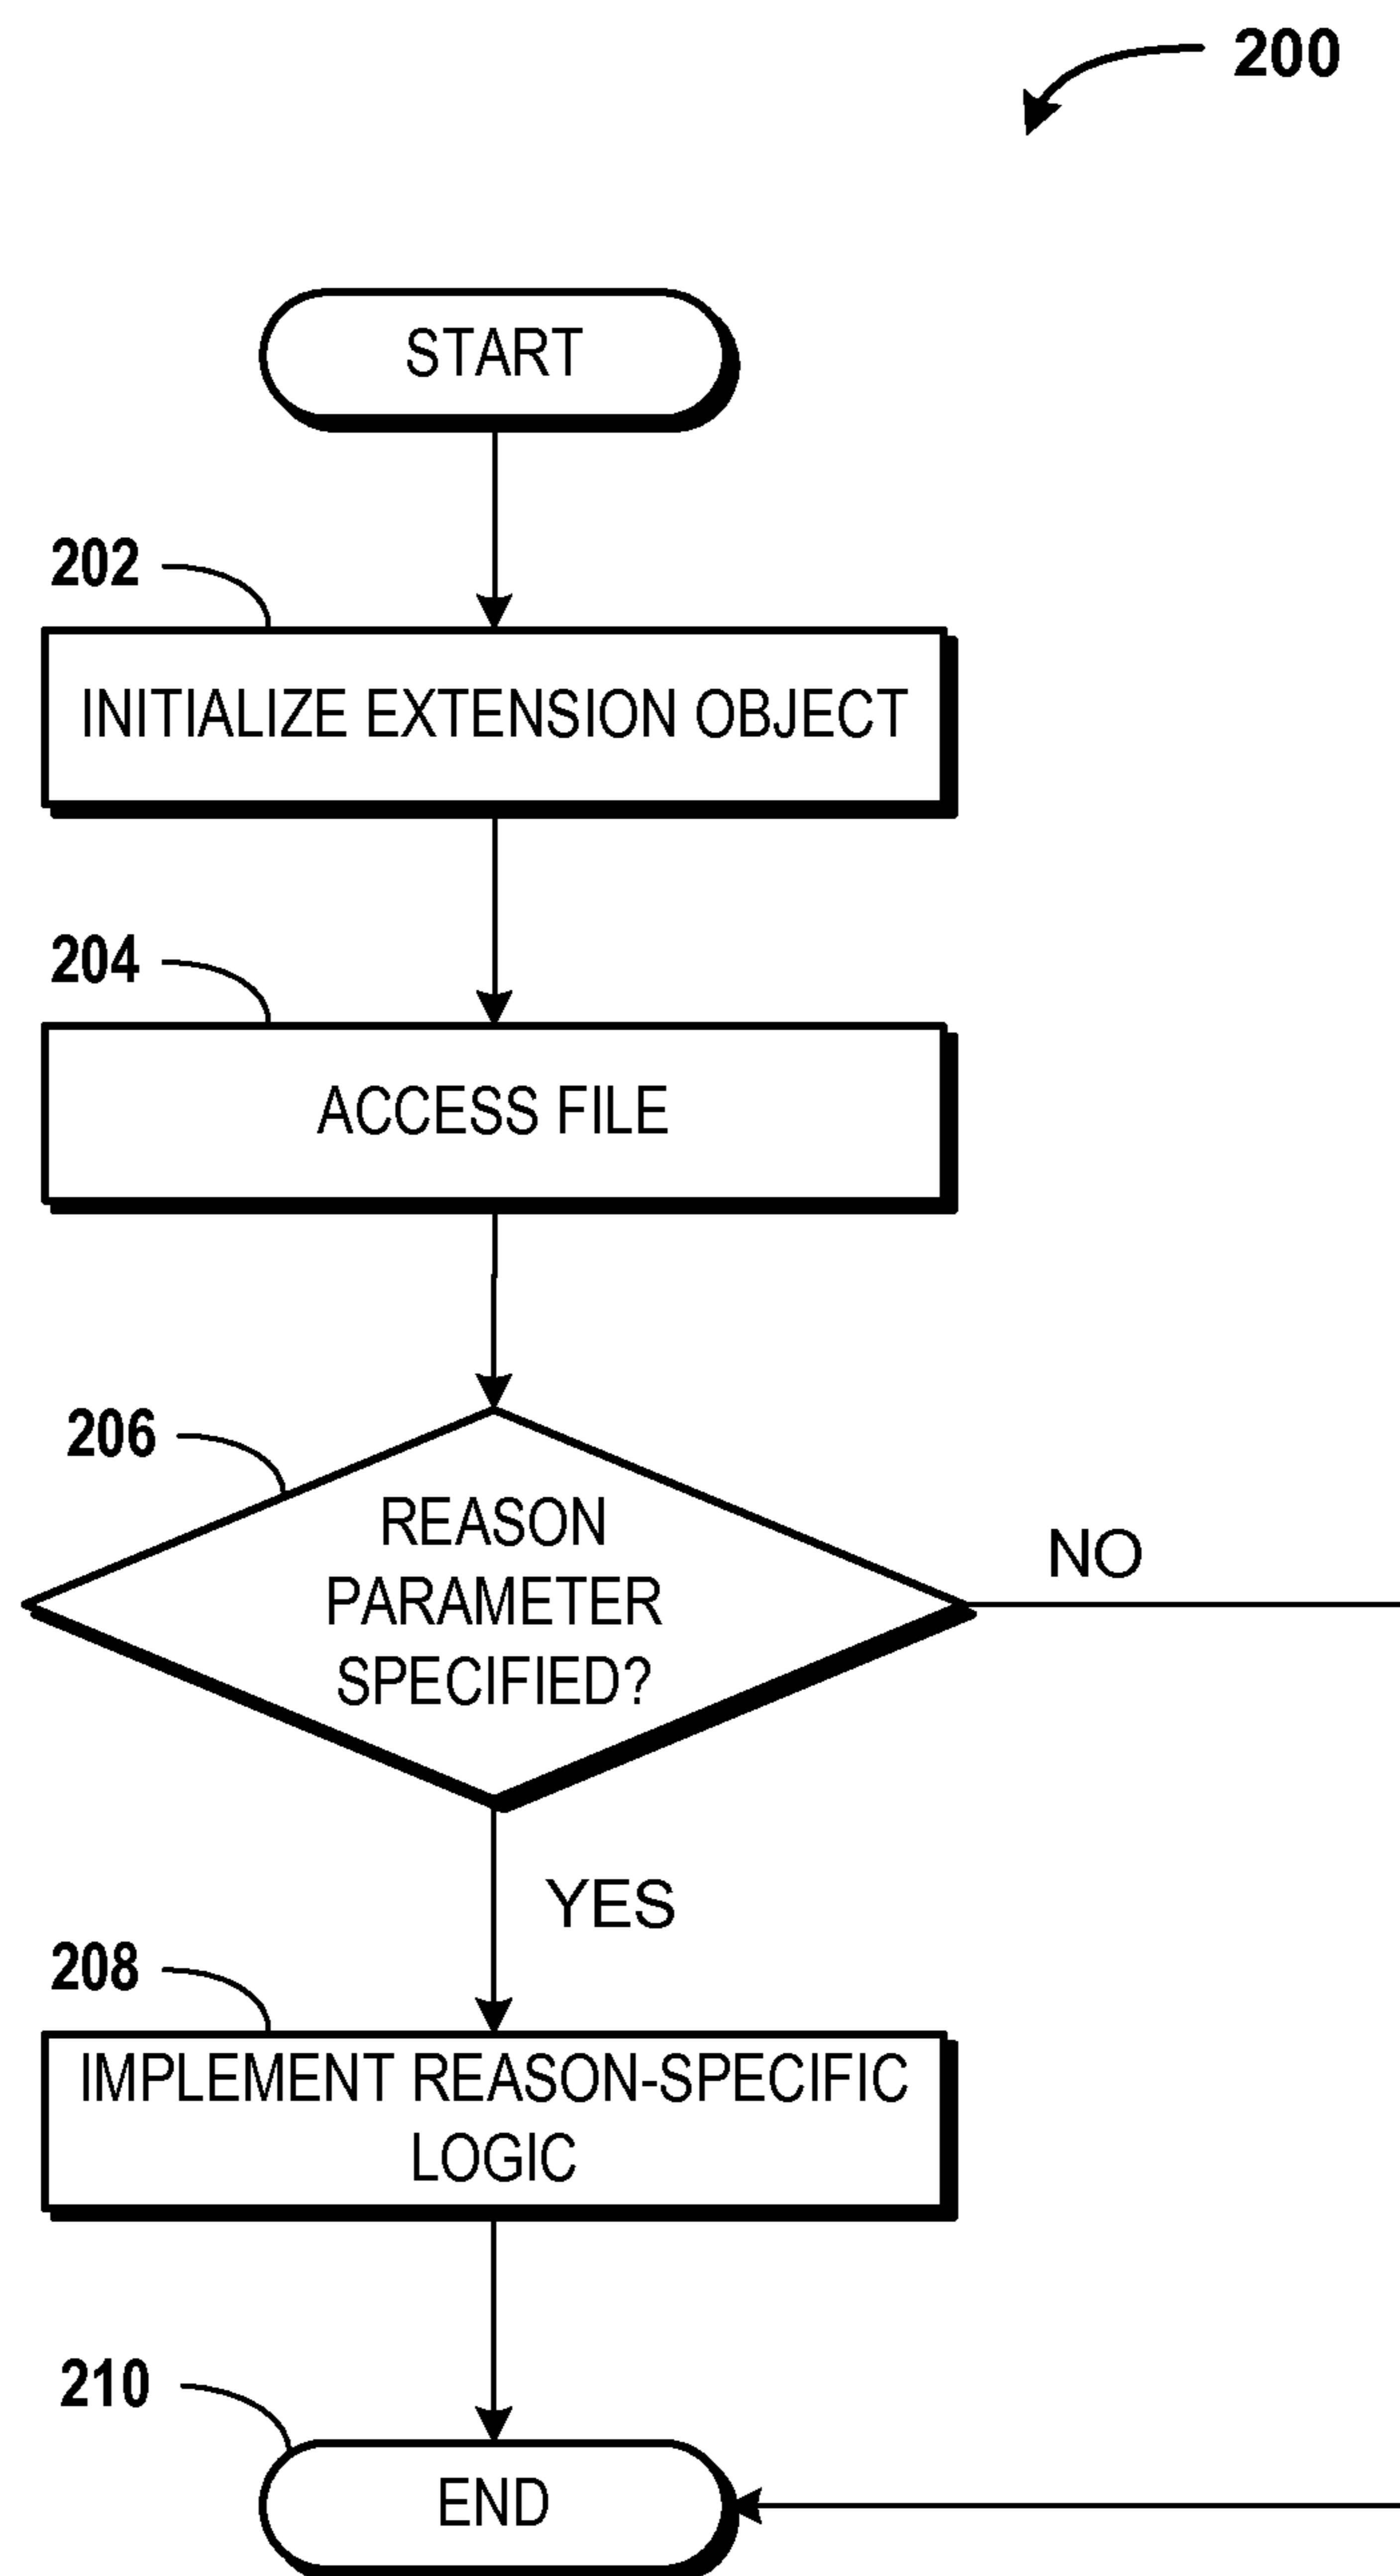 200
START
202
INITIALIZE EXTENSION OBJECT
204
ACCESS FILE
206
REASON
PARAMETER
SPECIFIED?
NO
YES
208
IMPLEMENT REASON-SPECIFIC
LOGIC
210
END